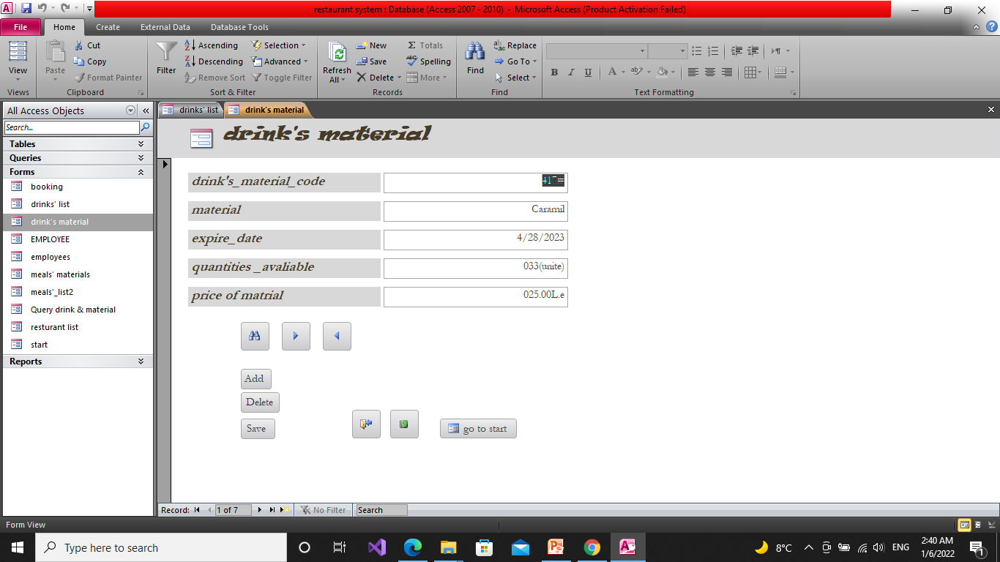 restaurant system : Database (Access 2007 - 2010) - Microsoft Access (Product Activation Failed)
File Home Create External Data Database Tools
View
Views
Paste
Cut
Copy
Format Painter
Clipboard
Filter
Ascending
Descending
Remove Sort
Selection
Advanced
Toggle Filter
Sort & Filter
Refresh
All
New
Save
Delete
Totals
Spelling
More
Records
Find
Replace
Go To
Select
Find
B I U
A
Text Formatting
All Access Objects
Search...
Tables
Queries
Forms
booking
drinks' list
drink's material
EMPLOYEE
employees
meals' materials
meals'_list2
Query drink & material
resturant list
start
Reports
drinks' list
drink's material
drink's material
drink's_material_code
material Caramil
expire_date 4/28/2023
quantities _avaliable 033(unite)
price of matrial 025.00L.e
Add
Delete
Save
go to start
Record: 1 of 7 No Filter Search
Form View
Type here to search
8°C
ENG
2:40 AM
1/6/2022
1